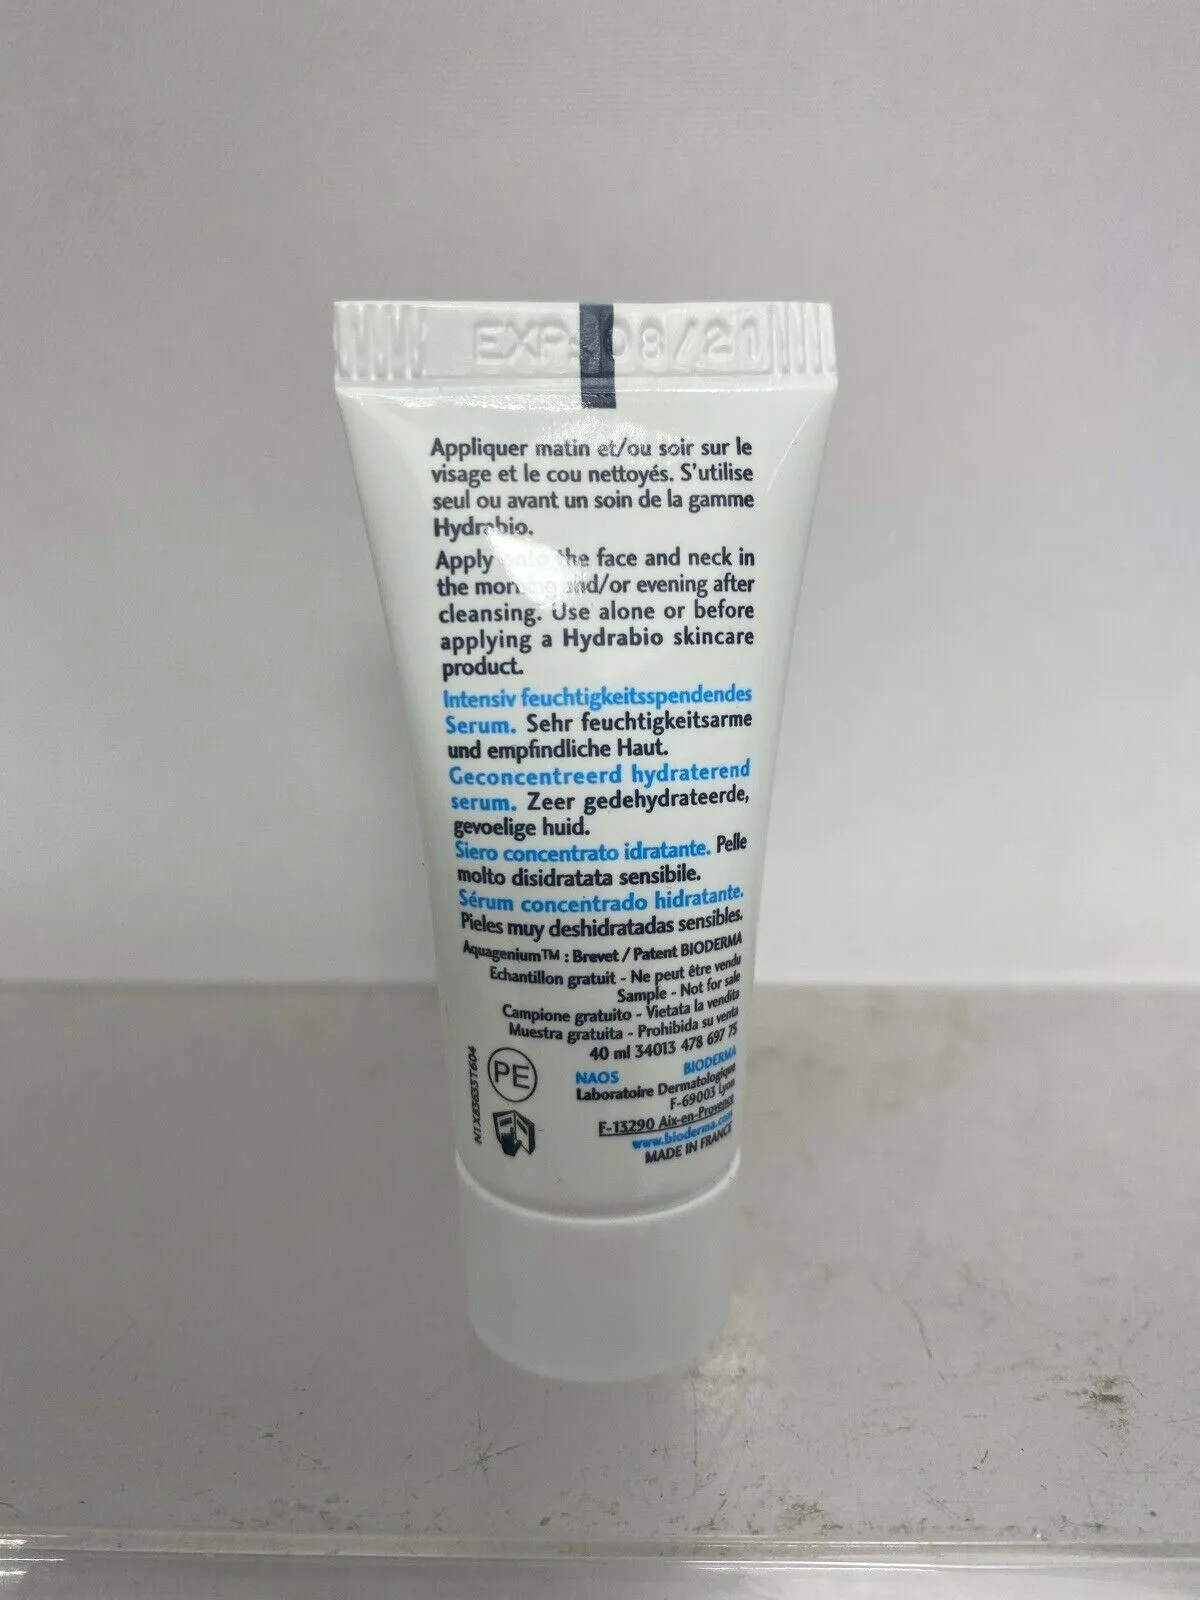 EXP: 08/21
Appliquer matin et/ou soir sur le
visage et le cou nettoyés. S'utilise
seul ou avant un soin de la gamme
Hydrabio.
Apply onto the face and neck in
the morning and/or evening after
cleansing. Use alone or before
applying a Hydrabio skincare
product.
Intensiv feuchtigkeitsspendendes
Serum. Sehr feuchtigkeitsarme
und empfindliche Haut.
Geconcentreerd hydraterend
serum. Zeer gedehydrateerde,
gevoelige huid.
Siero concentrato idratante. Pelle
molto disidratata sensibile.
Sérum concentrado hidratante.
Pieles muy deshidratadas sensibles.
Aquagenium™ : Brevet / Patent BIODERMA
Echantillon gratuit - Ne peut être vendu
Sample - Not for sale
Campione gratuito - Vietata la vendita
Muestra gratuita - Prohibida su venta
40 ml 34013 478 697 75
PE
NAOS BIODERMA
Laboratoire Dermatologique
F-69003 Lyon
F-13290 Aix-en-Provence
www.bioderma.com
MADE IN FRANCE